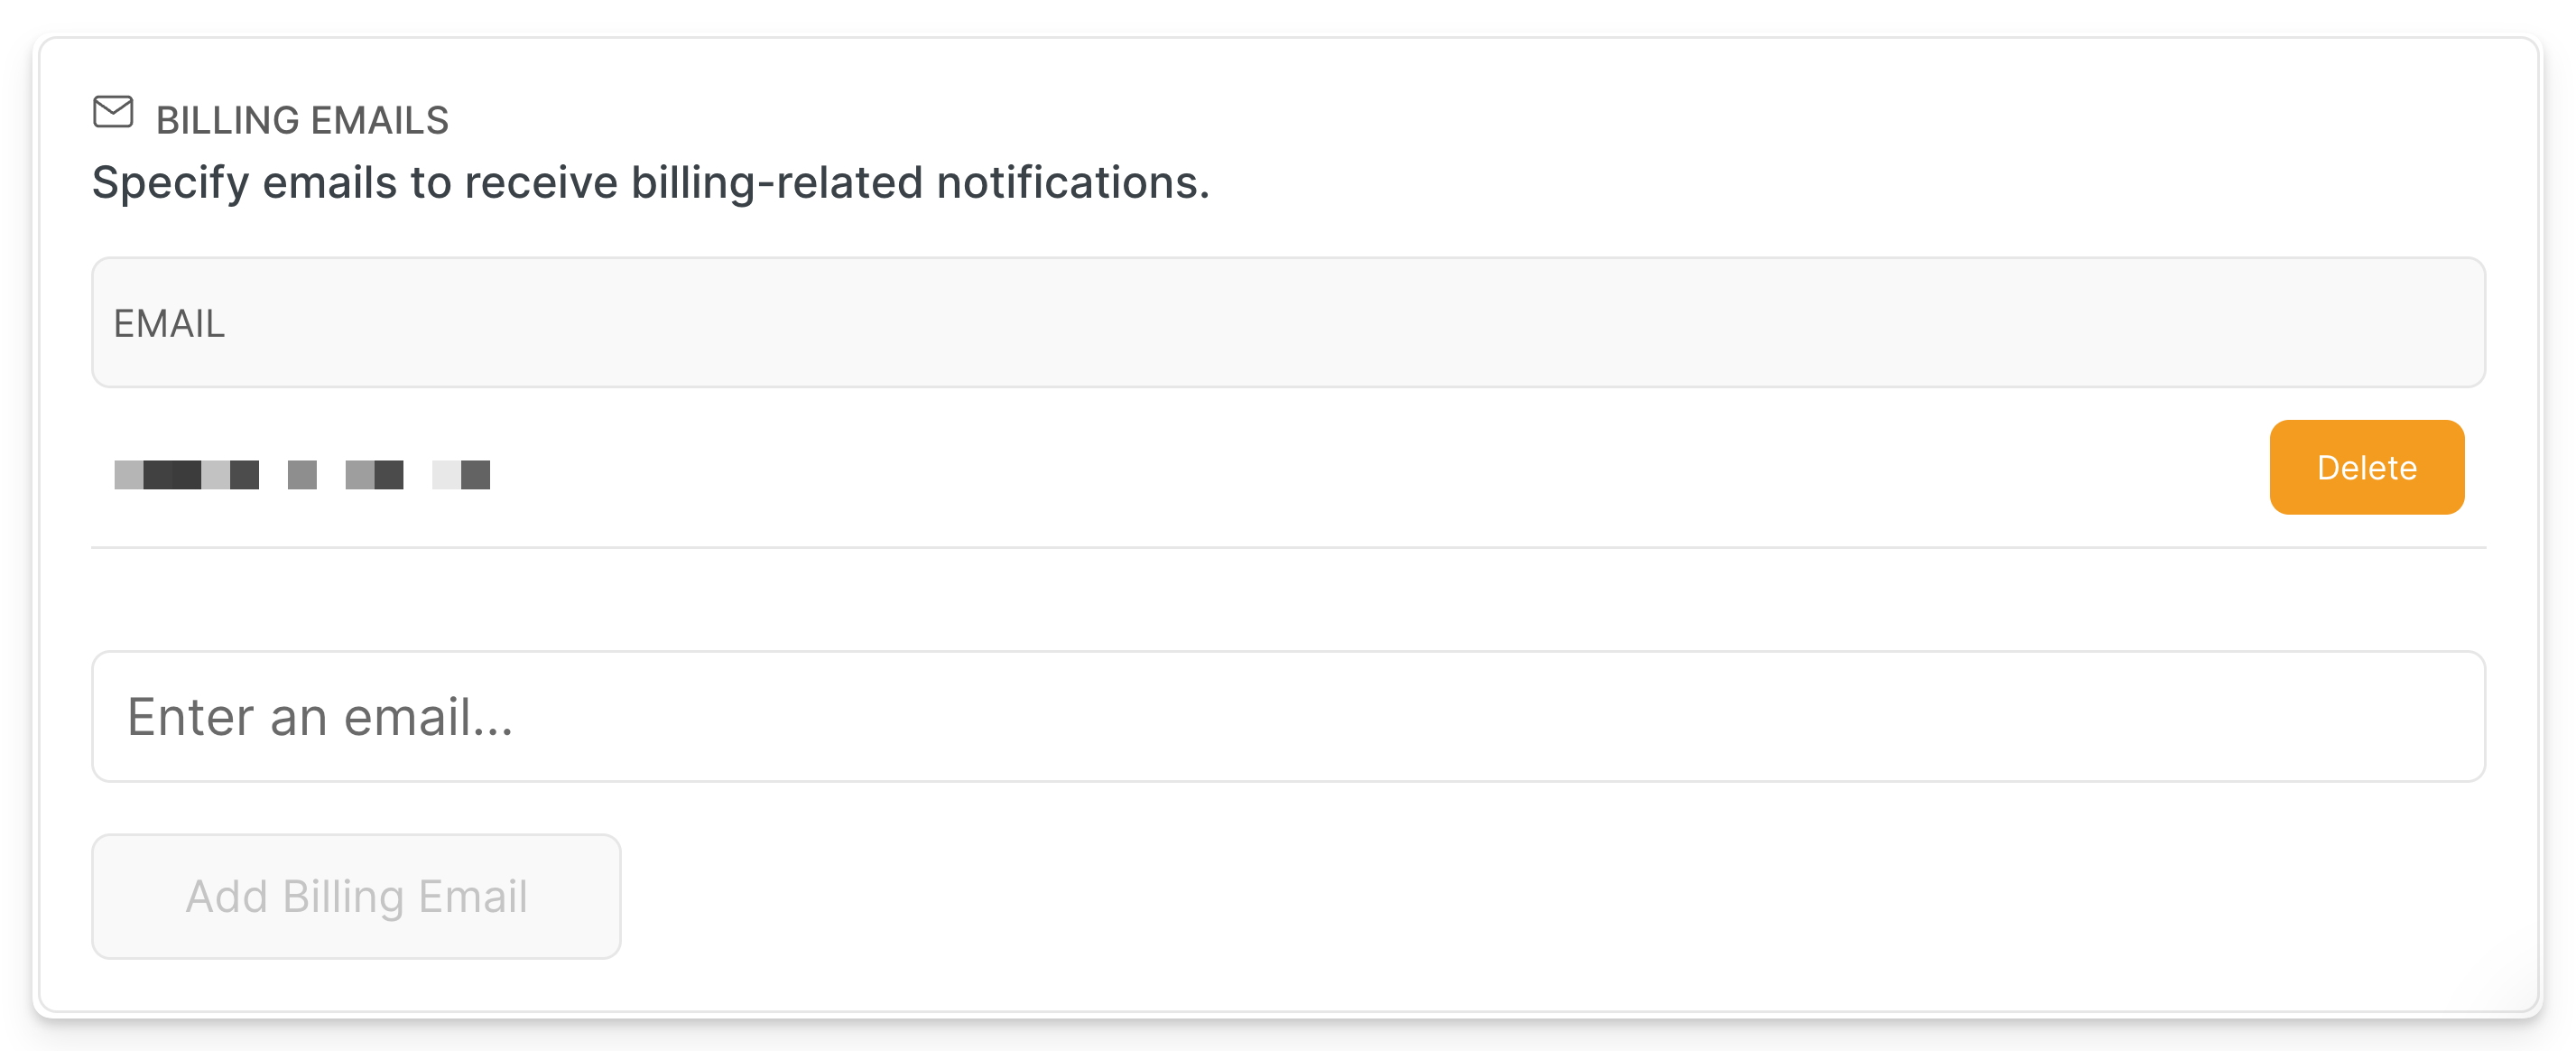 BILLING EMAILS
Specify emails to receive billing-related notifications.
EMAIL
Delete
Enter an email...
Add Billing Email